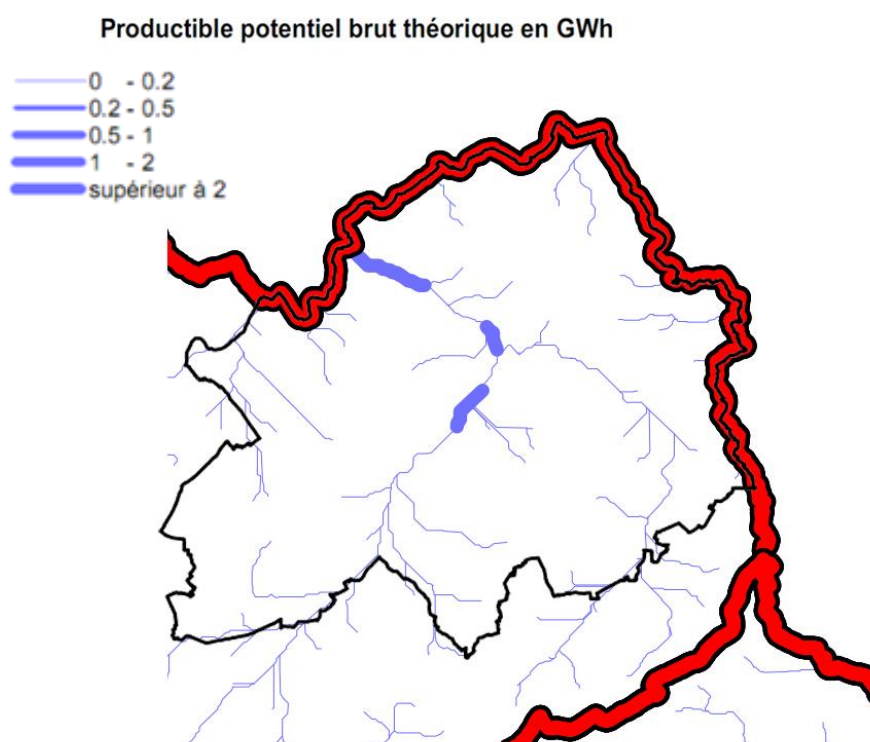 Productible potentiel brut théorique en GWh
0 - 0.2
0.2 - 0.5
0.5 - 1
1 - 2
supérieur à 2